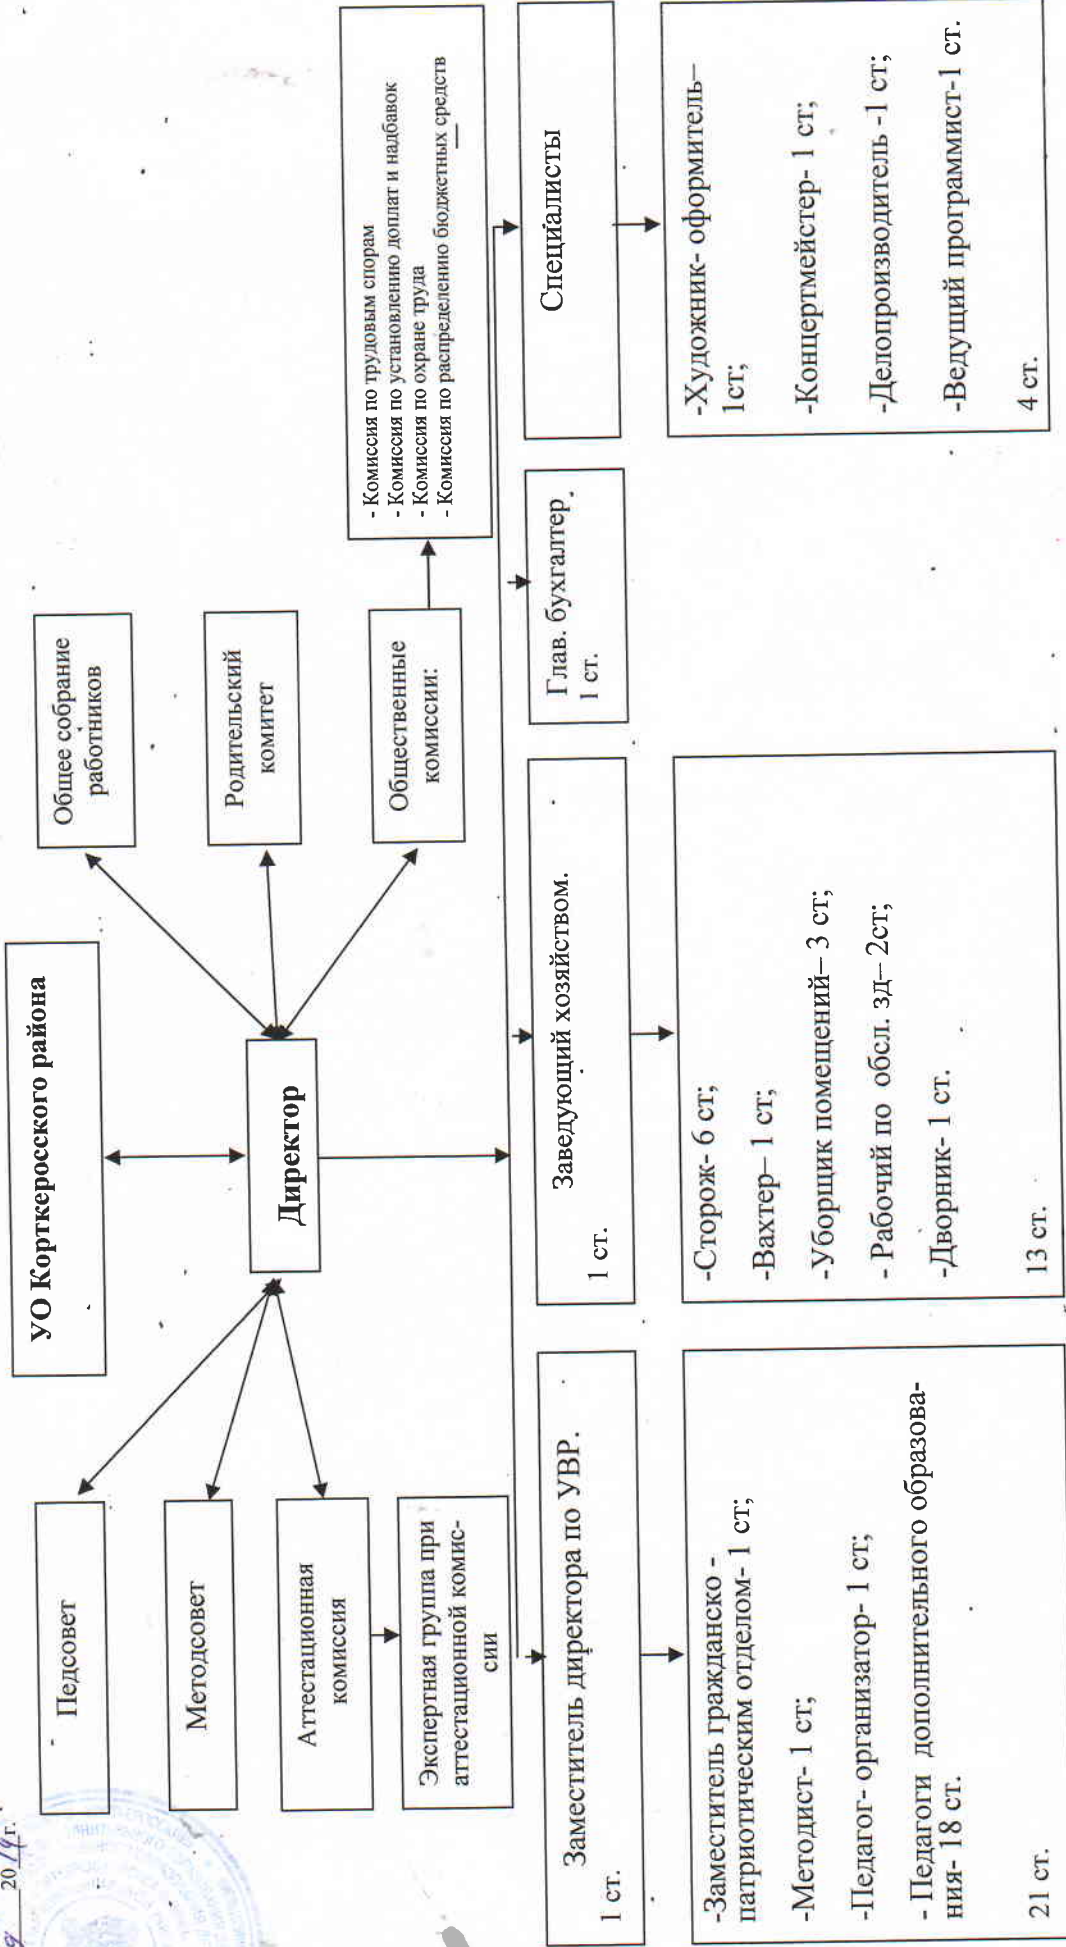 2014 г.
УО Корткеросского района
Педсовет
Методсовет
Аттестационная
комиссия
Экспертная группа при
аттестационной комис-
сии
Директор
Общее собрание
работников
Родительский
комитет
Общественные
комиссии:
- Комиссия по трудовым спорам
- Комиссия по установлению доплат и надбавок
- Комиссия по охране труда
- Комиссия по распределению бюджетных средств
Заместитель директора по УВР.
1 ст.
Заведующий хозяйством.
1 ст.
Глав. бухгалтер
1 ст.
Специалисты
-Заместитель гражданско -
патриотическим отделом- 1 ст;
-Методист- 1 ст;
-Педагог- организатор- 1 ст;
- Педагоги дополнительного образова-
ния- 18 ст.
21 ст.
-Сторож- 6 ст;
-Вахтер– 1 ст;
-Уборщик помещений– 3 ст;
- Рабочий по обсл. зд– 2ст;
-Дворник- 1 ст.
13 ст.
-Художник- оформитель–
1ст;
-Концертмейстер- 1 ст;
-Делопроизводитель -1 ст;
-Ведущий программист-1 ст.
4 ст.